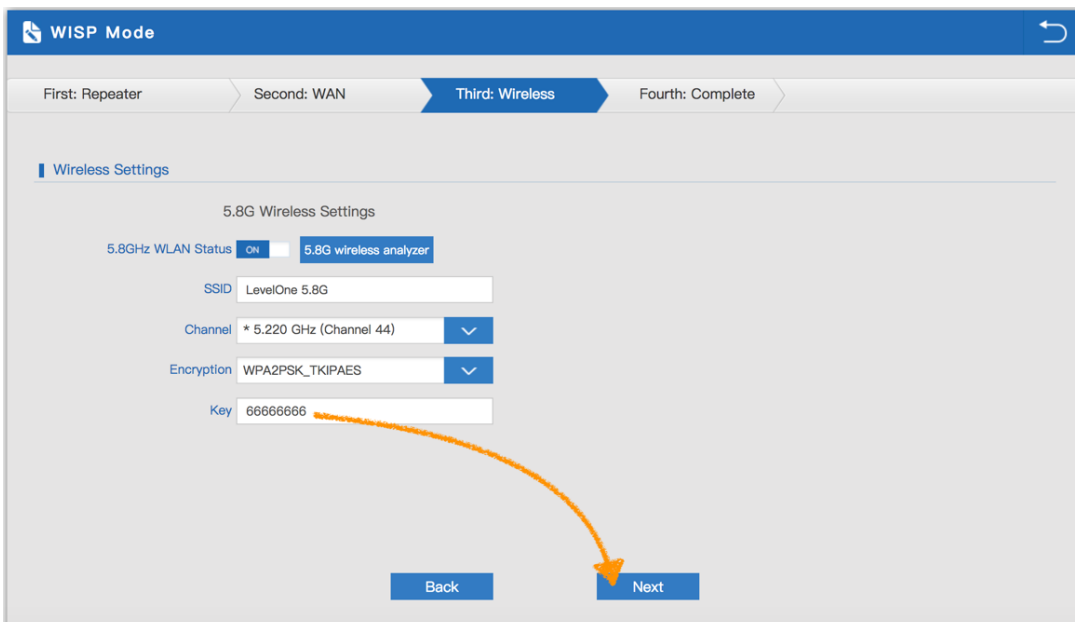 WISP Mode
First: Repeater Second: WAN Third: Wireless Fourth: Complete
Wireless Settings
5.8G Wireless Settings
5.8GHz WLAN Status ON 5.8G wireless analyzer
SSID LevelOne 5.8G
Channel * 5.220 GHz (Channel 44)
Encryption WPA2PSK_TKIPAES
Key 66666666
Back Next